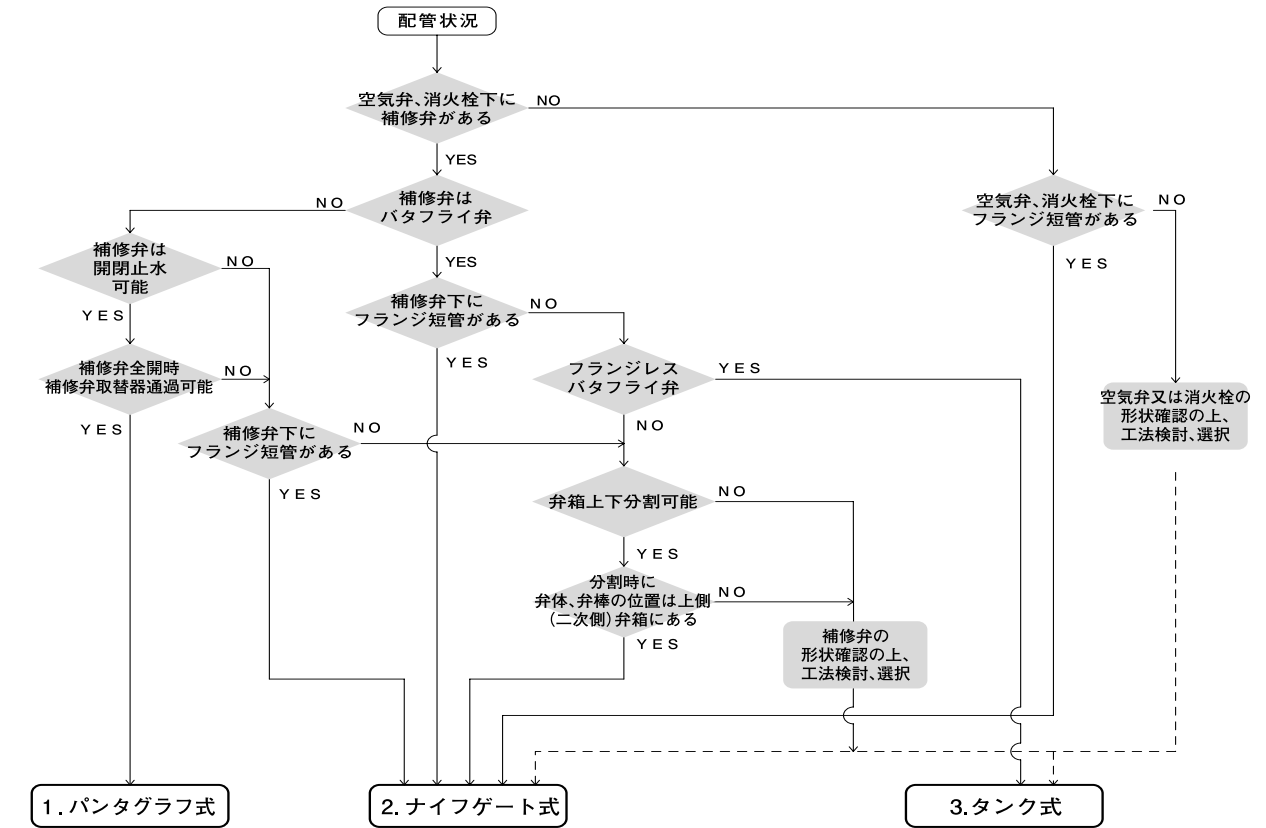 配管状況
空気弁、消火栓下に
補修弁がある
NO
YES
補修弁は
バタフライ弁
NO
YES
空気弁、消火栓下に
フランジ短管がある
NO
YES
補修弁は
開閉止水
可能
NO
YES
補修弁下に
フランジ短管がある
NO
YES
補修弁全開時
補修弁取替器通過可能
NO
YES
フランジレス
バタフライ弁
YES
NO
空気弁又は消火栓の
形状確認の上、
工法検討、選択
補修弁下に
フランジ短管がある
NO
YES
弁箱上下分割可能
NO
YES
分割時に
弁体、弁棒の位置は上側
(二次側)弁箱にある
NO
YES
補修弁の
形状確認の上、
工法検討、選択
1.パンタグラフ式
2.ナイフゲート式
3.タンク式